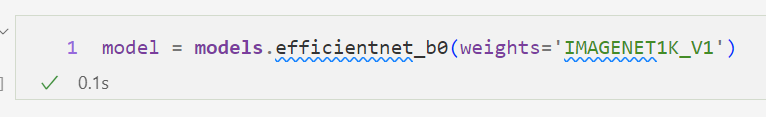 1 model = models.efficientnet_b0(weights='IMAGENET1K_V1')
0.1s